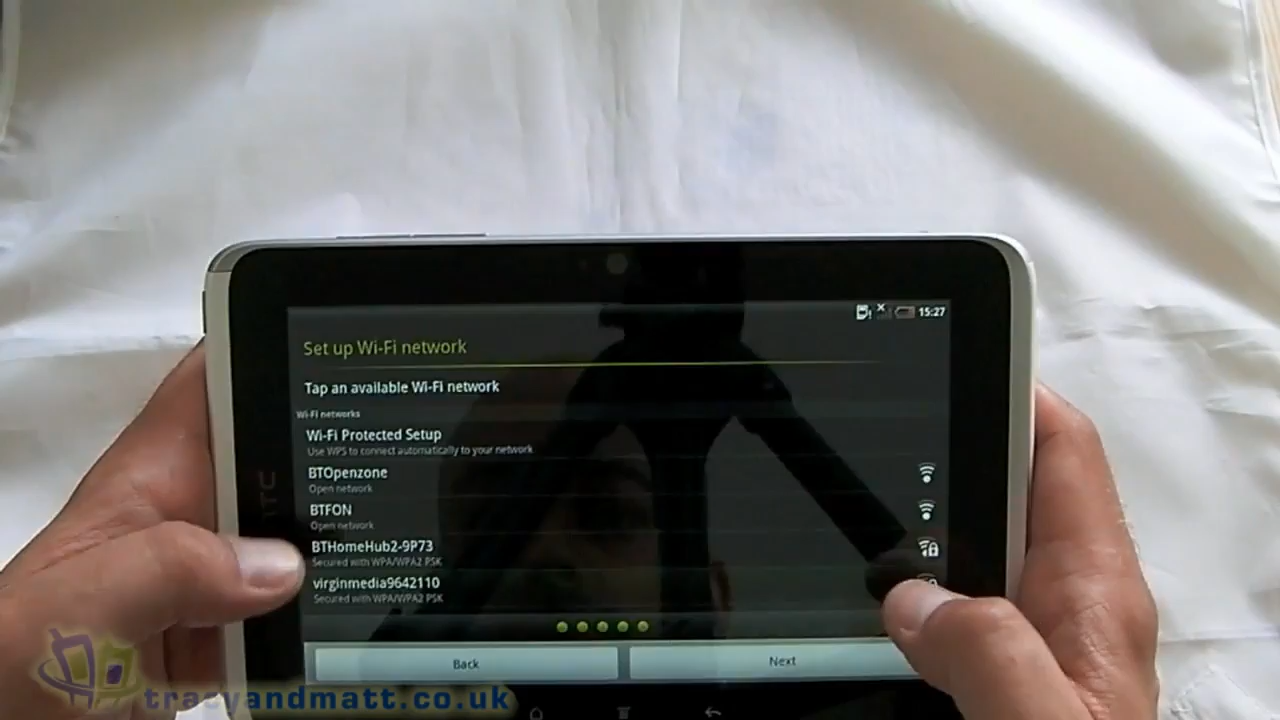 15:27
Set up Wi-Fi network
Tap an available Wi-Fi network
Wi-Fi networks
Wi-Fi Protected Setup
Use WPS to connect automatically to your network
BTOpenzone
Open network
BTFON
Open network
BTHomeHub2-9P73
Secured with WPA/WPA2 PSK
virginmedia9642110
Secured with WPA/WPA2 PSK
Back Next
hTC
tracyandmatt.co.uk